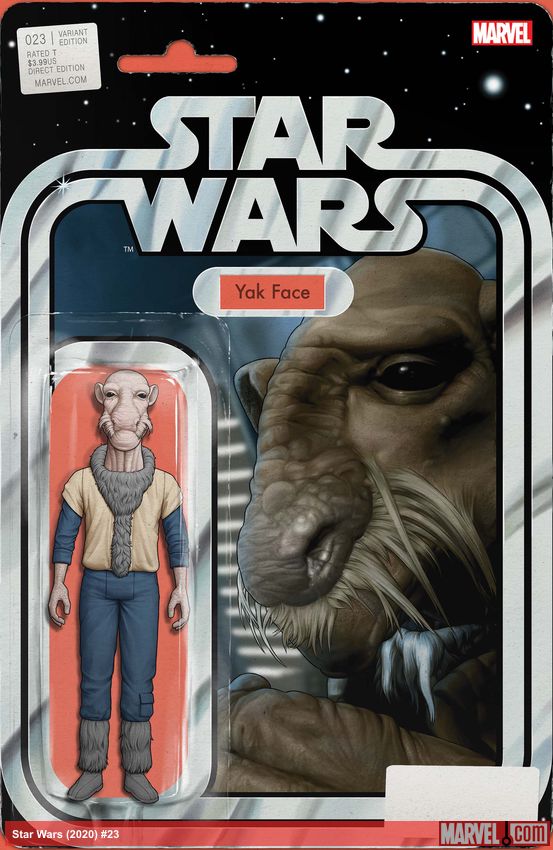 023 | VARIANT
EDITION
RATED T
$3.99US
DIRECT EDITION
MARVEL.COM
MARVEL
STAR
WARS
TM
Yak Face
Star Wars (2020) #23
MARVEL.com